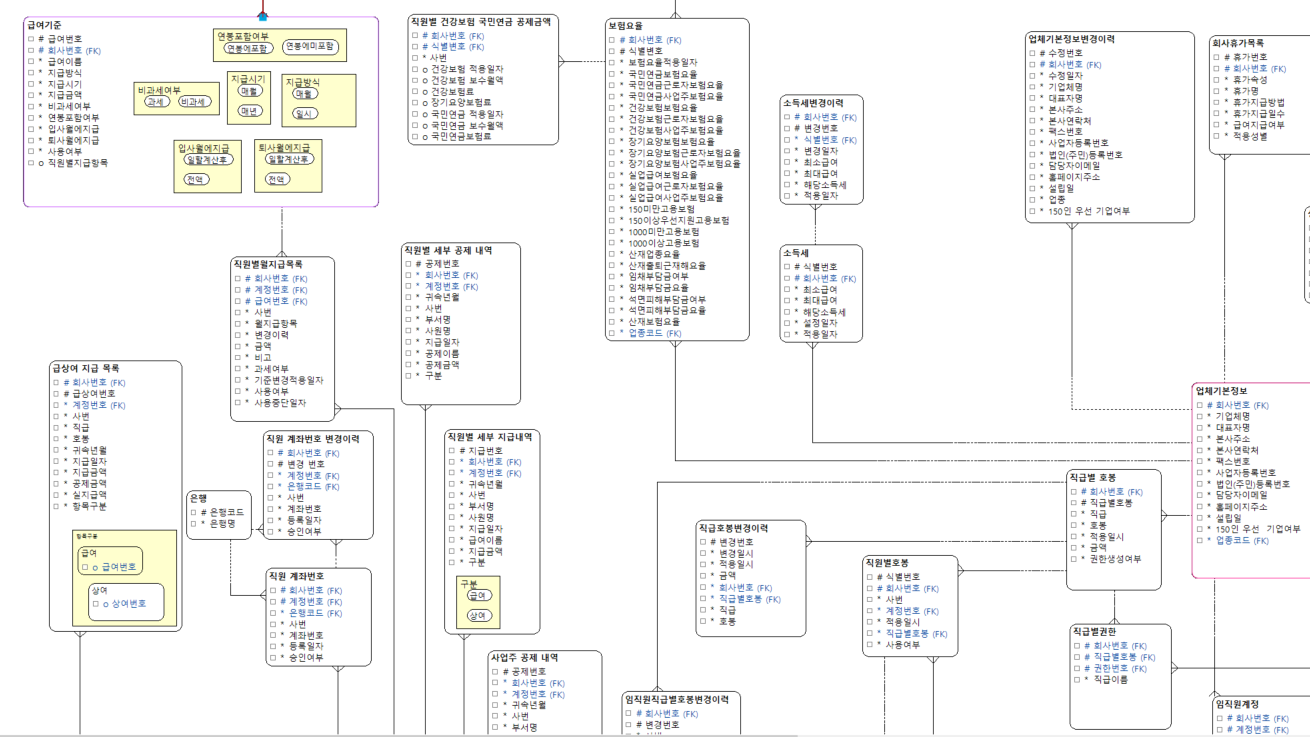 급여기준
# 급여번호
# 회사번호 (FK)
* 급여이름
* 지급방식
* 지급시기
* 지급금액
* 비과세여부
* 연봉포함여부
* 입사월에지급
* 퇴사월에지급
* 사용여부
o 직원별지급항목
연봉포함여부
연봉에포함
연봉에미포함
비과세여부
과세
비과세
지급시기
매월
매년
지급방식
매월
일시
입사월에지급
일할계산후
전액
퇴사월에지급
일할계산후
전액
직원별 건강보험 국민연금 공제금액
# 회사번호 (FK)
# 식별번호 (FK)
* 사번
o 건강보험 적용일자
o 건강보험 보수월액
o 건강보험료
o 장기요양보험료
o 국민연금 적용일자
o 국민연금 보수월액
o 국민연금보험료
보험요율
# 회사번호 (FK)
# 식별번호
* 보험요율적용일자
* 국민연금보험요율
* 국민연금근로자보험요율
* 국민연금사업주보험요율
* 건강보험보험요율
* 건강보험근로자보험요율
* 건강보험사업주보험요율
* 장기요양보험요율
* 장기요양보험근로자보험요율
* 장기요양보험사업주보험요율
* 실업급여보험요율
* 실업급여근로자보험요율
* 실업급여사업주보험요율
* 150미만고용보험
* 150이상우선지원고용보험
* 1000미만고용보험
* 1000이상고용보험
* 산재업종요율
* 산재출퇴근재해요율
* 임채부담금여부
* 임채부담금요율
* 석면피해부담금여부
* 석면피해부담금요율
* 산재보험요율
* 업종코드 (FK)
소득세변경이력
# 회사번호 (FK)
# 변경번호
* 식별번호 (FK)
* 변경일자
* 최소급여
* 최대급여
* 해당소득세
* 적용일자
소득세
# 식별번호
# 회사번호 (FK)
* 최소급여
* 최대급여
* 해당소득세
* 설정일자
* 적용일자
업체기본정보변경이력
# 수정번호
# 회사번호 (FK)
* 수정일자
* 기업체명
* 대표자명
* 본사주소
* 본사연락처
* 팩스번호
* 사업자등록번호
* 법인(주민)등록번호
* 담당자이메일
* 홈페이지주소
* 설립일
* 업종
* 150인 우선 기업여부
회사휴가목록
# 휴가번호
# 회사번호 (FK)
* 휴가속성
* 휴가명
* 휴가지급방법
* 휴가지급일수
* 급여지급여부
* 적용성별
직원별월지급목록
# 회사번호 (FK)
# 계정번호 (FK)
# 급여번호 (FK)
* 사번
* 월지급항목
* 변경이력
* 금액
* 비고
* 과세여부
* 기준변경적용일자
* 사용여부
* 사용중단일자
직원별 세부 공제 내역
# 공제번호
* 회사번호 (FK)
* 계정번호 (FK)
* 귀속년월
* 사번
* 부서명
* 사원명
* 지급일자
* 공제이름
* 공제금액
* 구분
급상여 지급 목록
# 회사번호 (FK)
# 급상여번호
* 계정번호 (FK)
* 사번
* 직급
* 호봉
* 귀속년월
* 지급일자
* 지급금액
* 공제금액
* 실지급액
* 항목구분
급여
o 급여번호
상여
o 상여번호
은행
# 은행코드
* 은행명
직원 계좌번호 변경이력
# 회사번호 (FK)
# 변경 번호
* 계정번호 (FK)
* 은행코드 (FK)
* 사번
* 계좌번호
* 등록일자
* 승인여부
직원 계좌번호
# 회사번호 (FK)
# 계정번호 (FK)
* 은행코드 (FK)
* 사번
* 계좌번호
* 등록일자
* 승인여부
직원별 세부 지급내역
# 지급번호
* 회사번호 (FK)
* 계정번호 (FK)
* 귀속년월
* 사번
* 부서명
* 사원명
* 지급일자
* 급여이름
* 지급금액
* 구분
구분
급여
상여
사업주 공제 내역
# 공제번호
* 회사번호 (FK)
* 계정번호 (FK)
* 귀속년월
* 사번
* 부서명
임직원직급별호봉변경이력
# 회사번호 (FK)
# 변경번호
직급호봉변경이력
# 변경번호
* 변경일시
* 적용일시
* 금액
* 회사번호 (FK)
* 직급별호봉 (FK)
* 직급
* 호봉
직원별호봉
# 식별번호
# 회사번호 (FK)
* 사번
* 계정번호 (FK)
* 적용일시
* 직급별호봉 (FK)
* 사용여부
직급별 호봉
# 회사번호 (FK)
# 직급별호봉
* 직급
* 호봉
* 적용일시
* 금액
* 권한생성여부
직급별권한
# 회사번호 (FK)
# 직급별호봉 (FK)
# 권한번호 (FK)
* 직급이름
업체기본정보
# 회사번호 (FK)
* 기업체명
* 대표자명
* 본사주소
* 본사연락처
* 팩스번호
* 사업자등록번호
* 법인(주민)등록번호
* 담당자이메일
* 홈페이지주소
* 설립일
* 150인 우선 기업여부
* 업종코드 (FK)
임직원계정
# 회사번호 (FK)
# 계정번호 (FK)